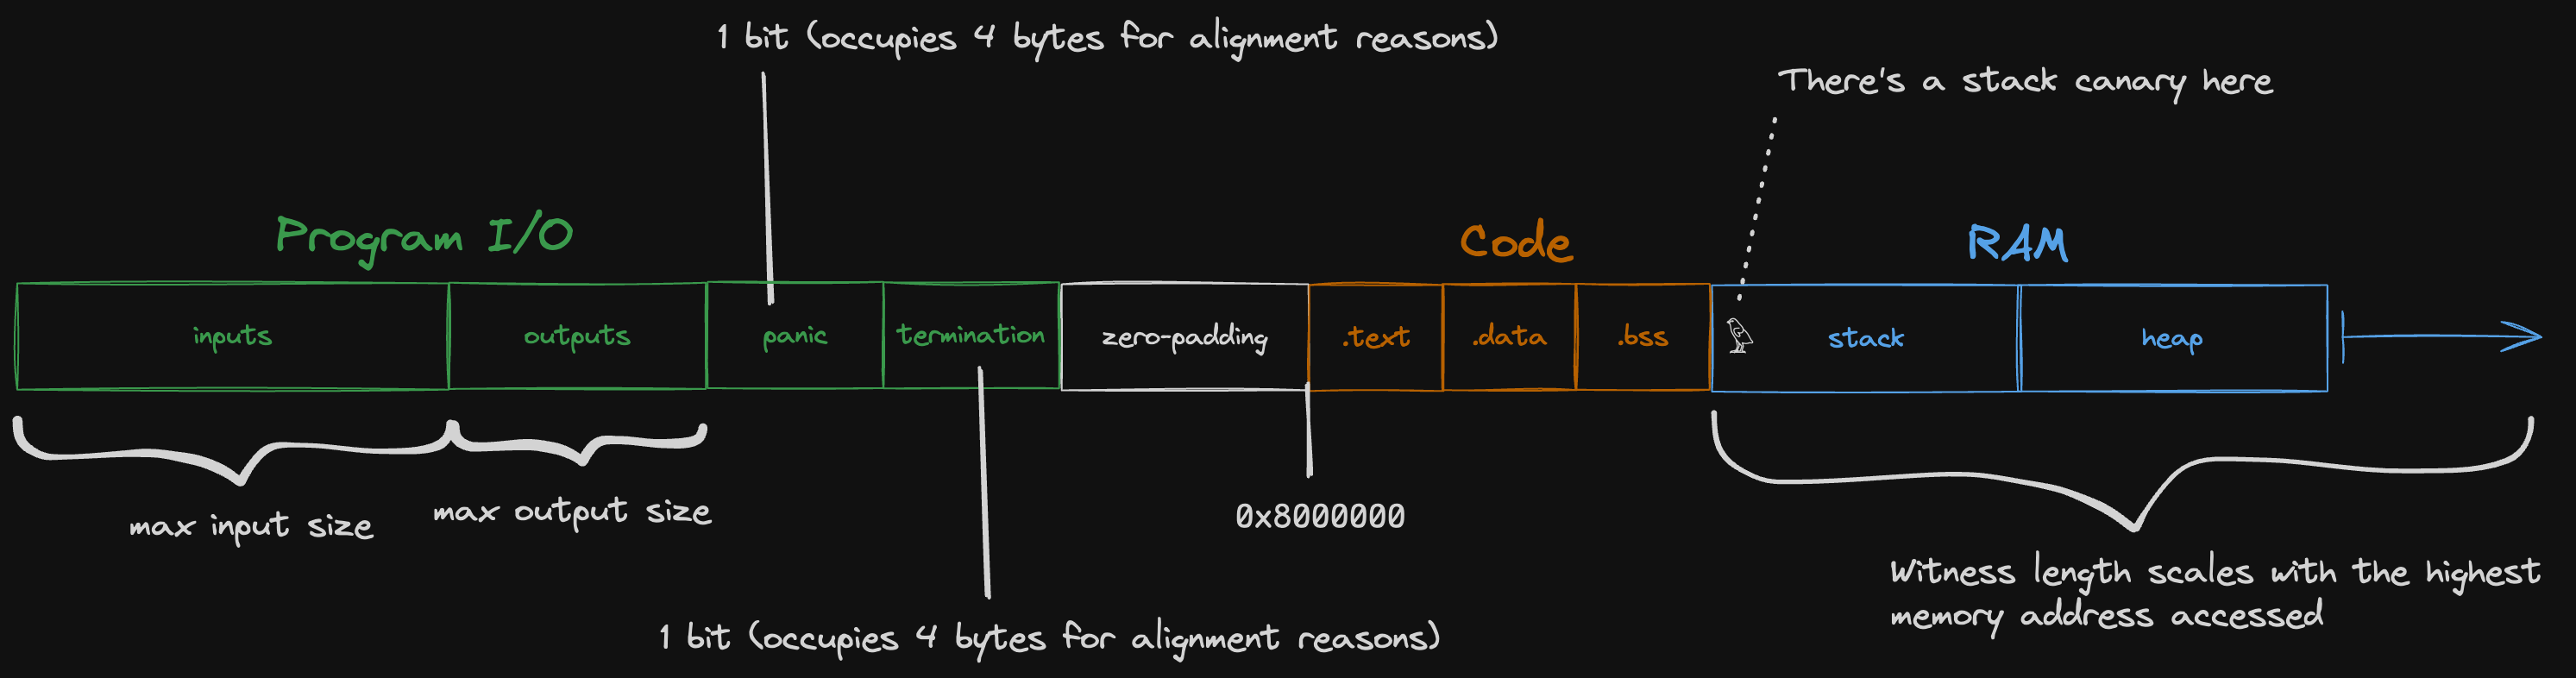 1 bit (occupies 4 bytes for alignment reasons)
There's a stack canary here
Program I/O
Code
RAM
inputs
outputs
panic
termination
zero-padding
.text
.data
.bss
stack
heap
max input size
max output size
0x8000000
Witness length scales with the highest
memory address accessed
1 bit (occupies 4 bytes for alignment reasons)